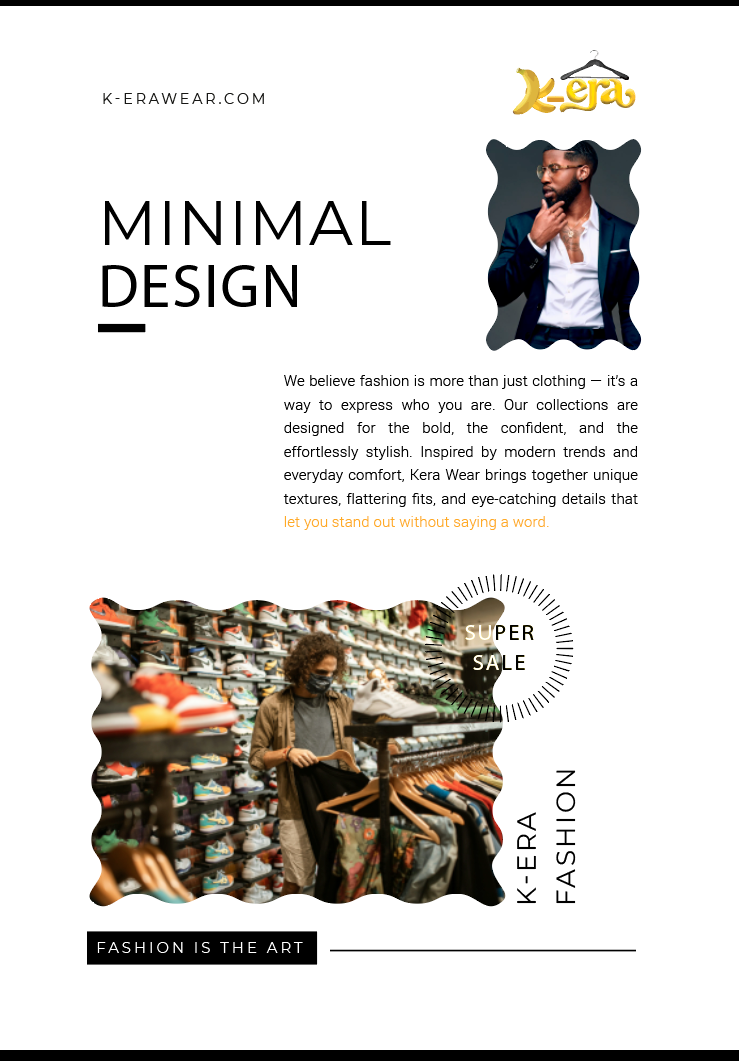 K-ERAWEAR.COM
K-era
MINIMAL
DESIGN
We believe fashion is more than just clothing — it's a
way to express who you are. Our collections are
designed for the bold, the confident, and the
effortlessly stylish. Inspired by modern trends and
everyday comfort, Kera Wear brings together unique
textures, flattering fits, and eye-catching details that
let you stand out without saying a word.
SUPER
SALE
K-ERA
FASHION
FASHION IS THE ART